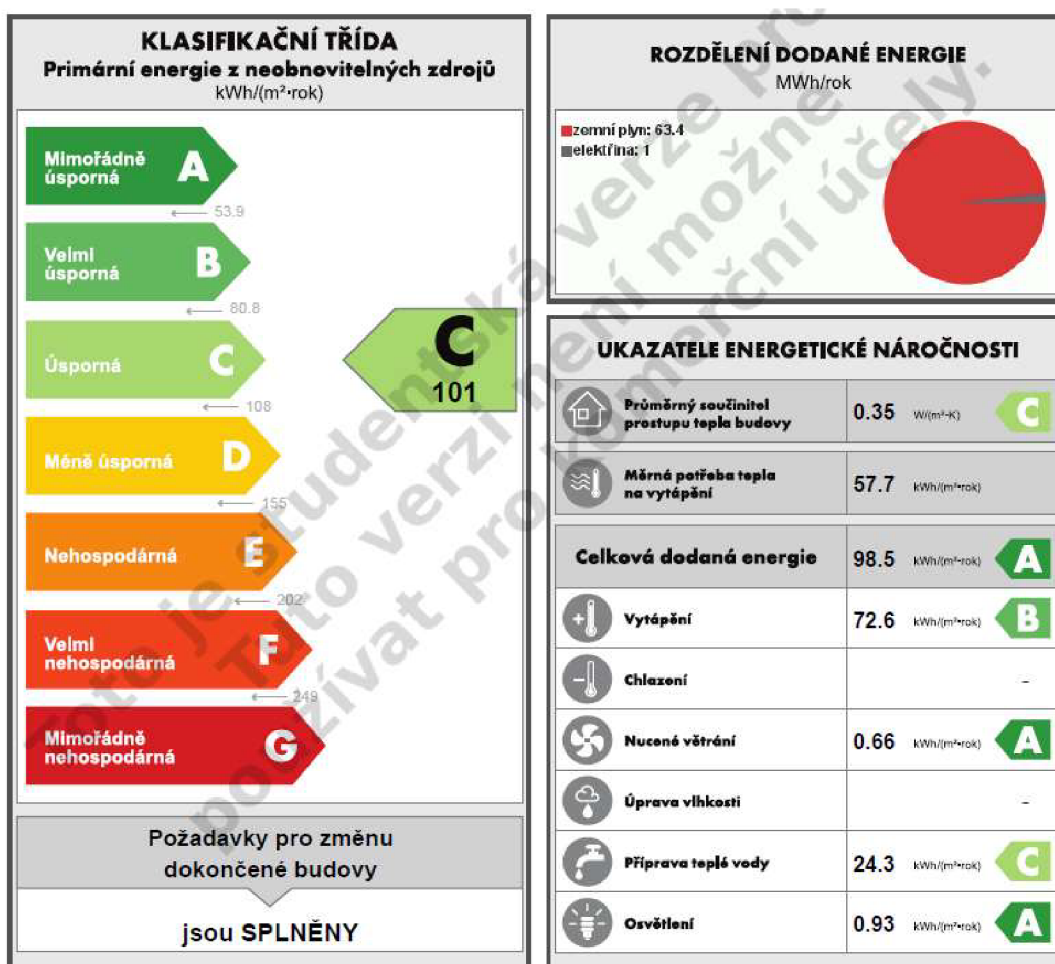 KLASIFIKAČNÍ TŘÍDA
Primární energie z neobnovitelných zdrojů
kWh/(m²•rok)
Mimořádně
úsporná
A
53.9
Velmi
úsporná
B
80.8
Úsporná
C
108
C
101
Méně úsporná
D
155
Nehospodárná
E
202
Velmi
nehospodárná
F
249
Mimořádně
nehospodárná
G
Požadavky pro změnu
dokončené budovy
jsou SPLNĚNY
ROZDĚLENÍ DODANÉ ENERGIE
MWh/rok
zemní plyn: 63.4
elektřina: 1
UKAZATELE ENERGETICKÉ NÁROČNOSTI
Průměrný součinitel
prostupu tepla budovy
0.35 W/(m²•K) C
Měrná potřeba tepla
na vytápění
57.7 kWh/(m²•rok)
Celková dodaná energie 98.5 kWh/(m²•rok) A
Vytápění 72.6 kWh/(m²•rok) B
Chlazení -
Nucené větrání 0.66 kWh/(m²•rok) A
Úprava vlhkosti -
Příprava teplé vody 24.3 kWh/(m²•rok) C
Osvětlení 0.93 kWh/(m²•rok) A
Toto je studentská verze
Tuto verzi není možné
používat pro komerční účely.